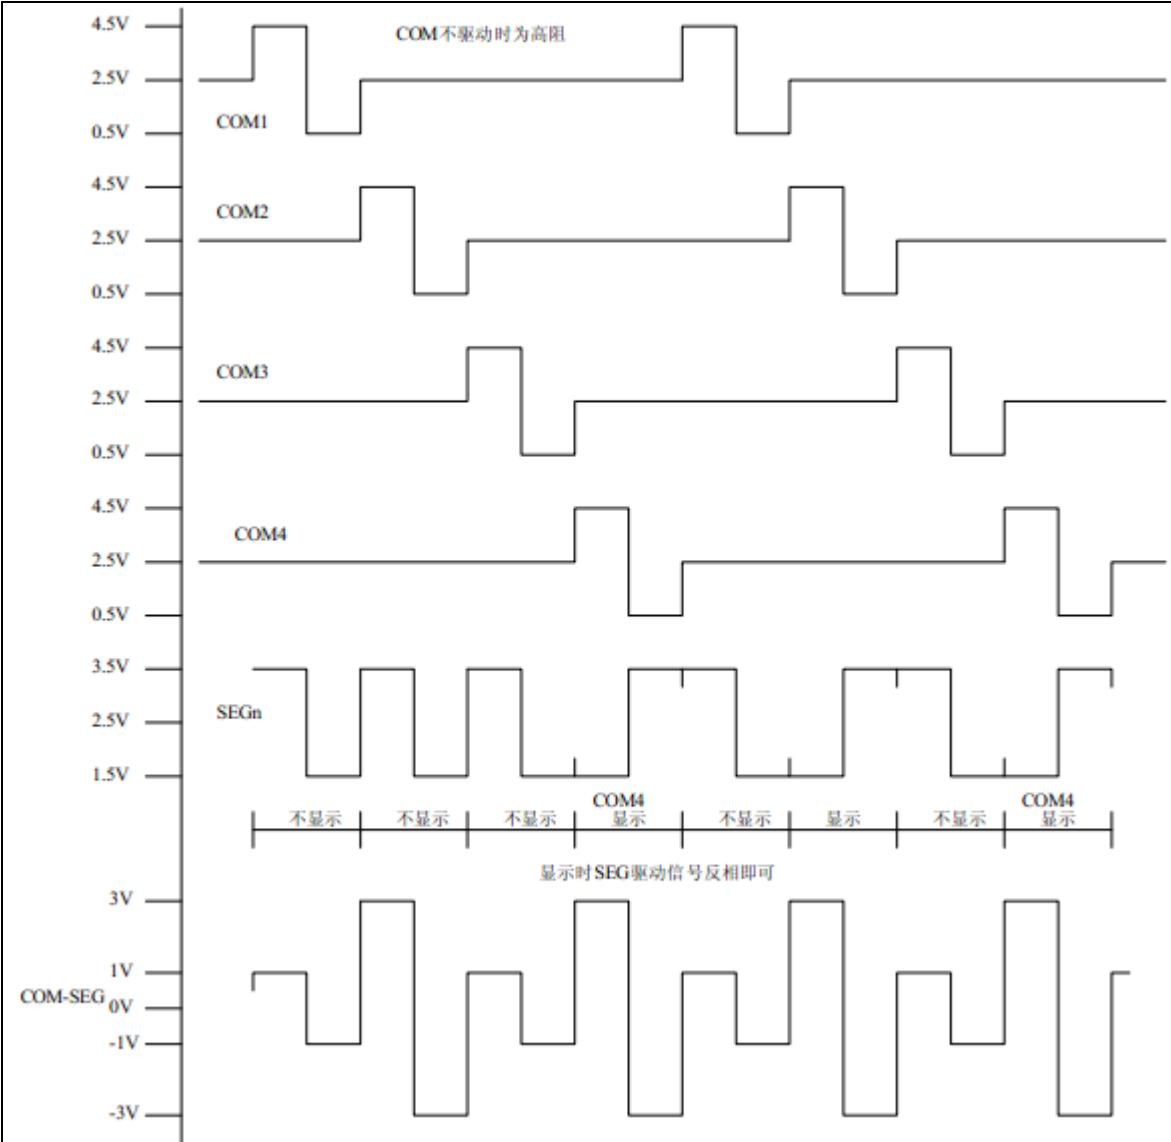 4.5V
COM不驱动时为高阻
2.5V
COM1
0.5V
4.5V
COM2
2.5V
0.5V
4.5V
COM3
2.5V
0.5V
4.5V
COM4
2.5V
0.5V
3.5V
SEGn
2.5V
1.5V
COM4 COM4
不显示 不显示 不显示 显示 不显示 显示 不显示 显示
显示时SEG驱动信号反相即可
3V
1V
COM-SEG
0V
-1V
-3V